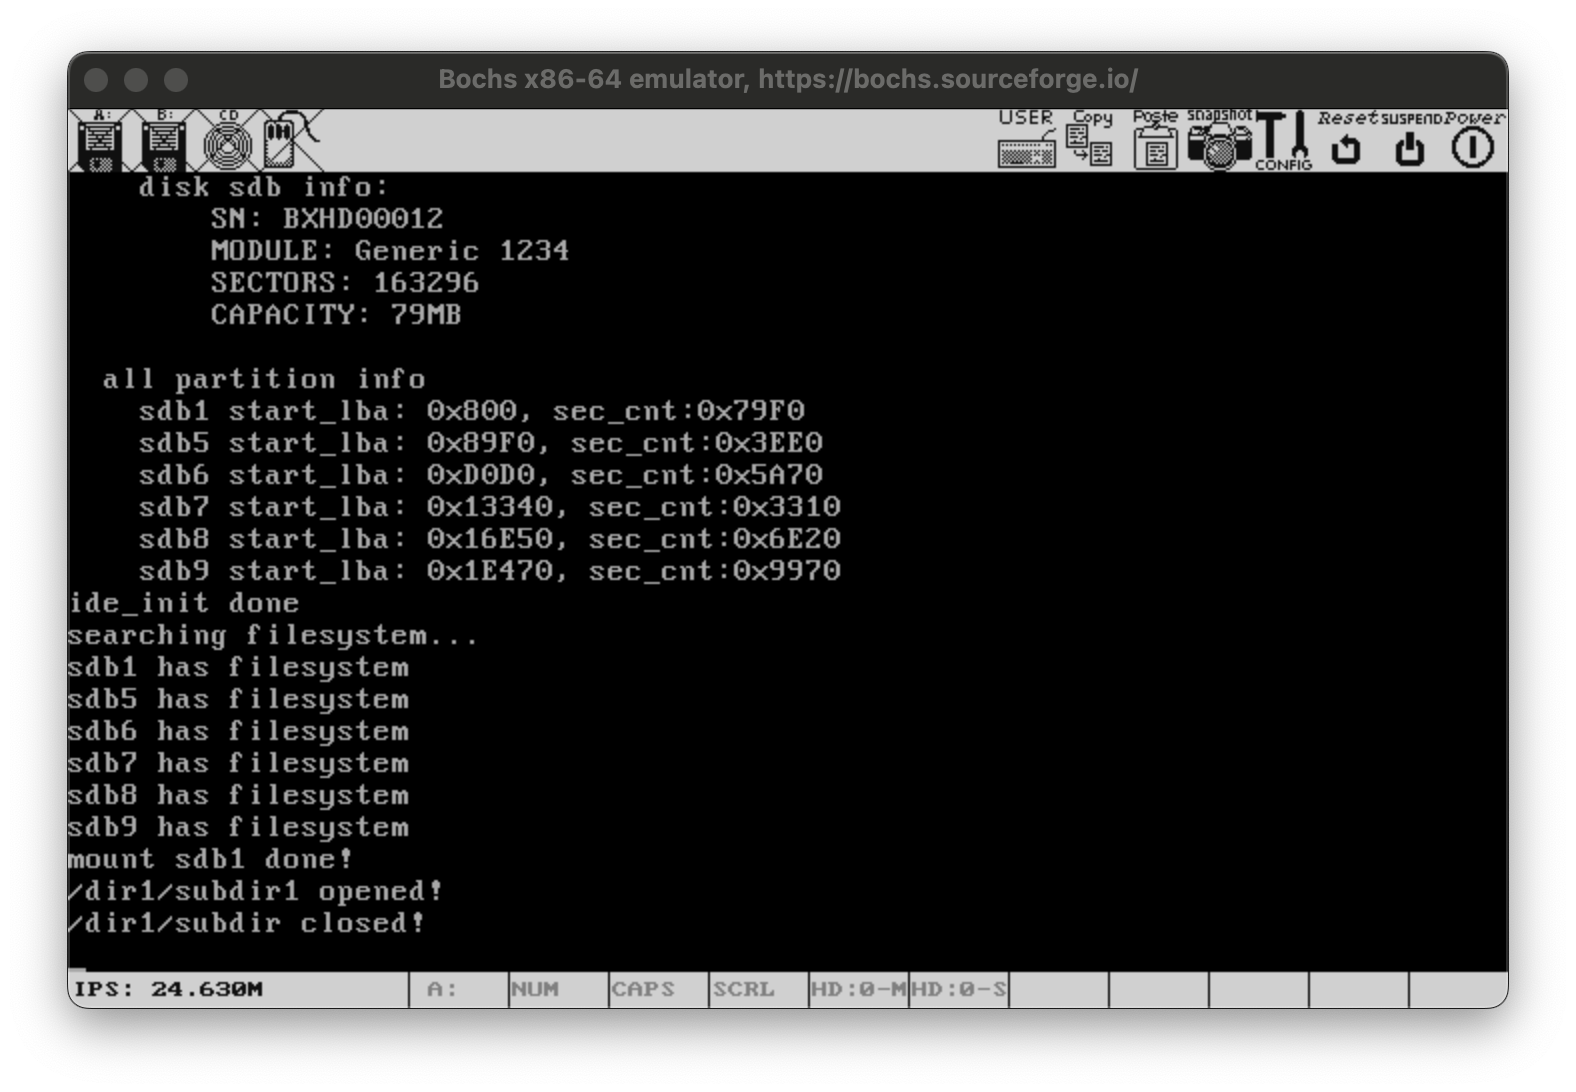 Bochs x86-64 emulator, https://bochs.sourceforge.io/
A: B: CD USER Copy Paste snapshot CONFIG Reset SUSPEND Power
disk sdb info:
SN: BXHD00012
MODULE: Generic 1234
SECTORS: 163296
CAPACITY: 79MB
all partition info
sdb1 start_lba: 0x800, sec_cnt:0x79F0
sdb5 start_lba: 0x89F0, sec_cnt:0x3EE0
sdb6 start_lba: 0xD0D0, sec_cnt:0x5A70
sdb7 start_lba: 0x13340, sec_cnt:0x3310
sdb8 start_lba: 0x16E50, sec_cnt:0x6E20
sdb9 start_lba: 0x1E470, sec_cnt:0x9970
ide_init done
searching filesystem...
sdb1 has filesystem
sdb5 has filesystem
sdb6 has filesystem
sdb7 has filesystem
sdb8 has filesystem
sdb9 has filesystem
mount sdb1 done!
/dir1/subdir1 opened!
/dir1/subdir closed!
IPS: 24.630M A: NUM CAPS SCRL HD:0-M HD:0-S